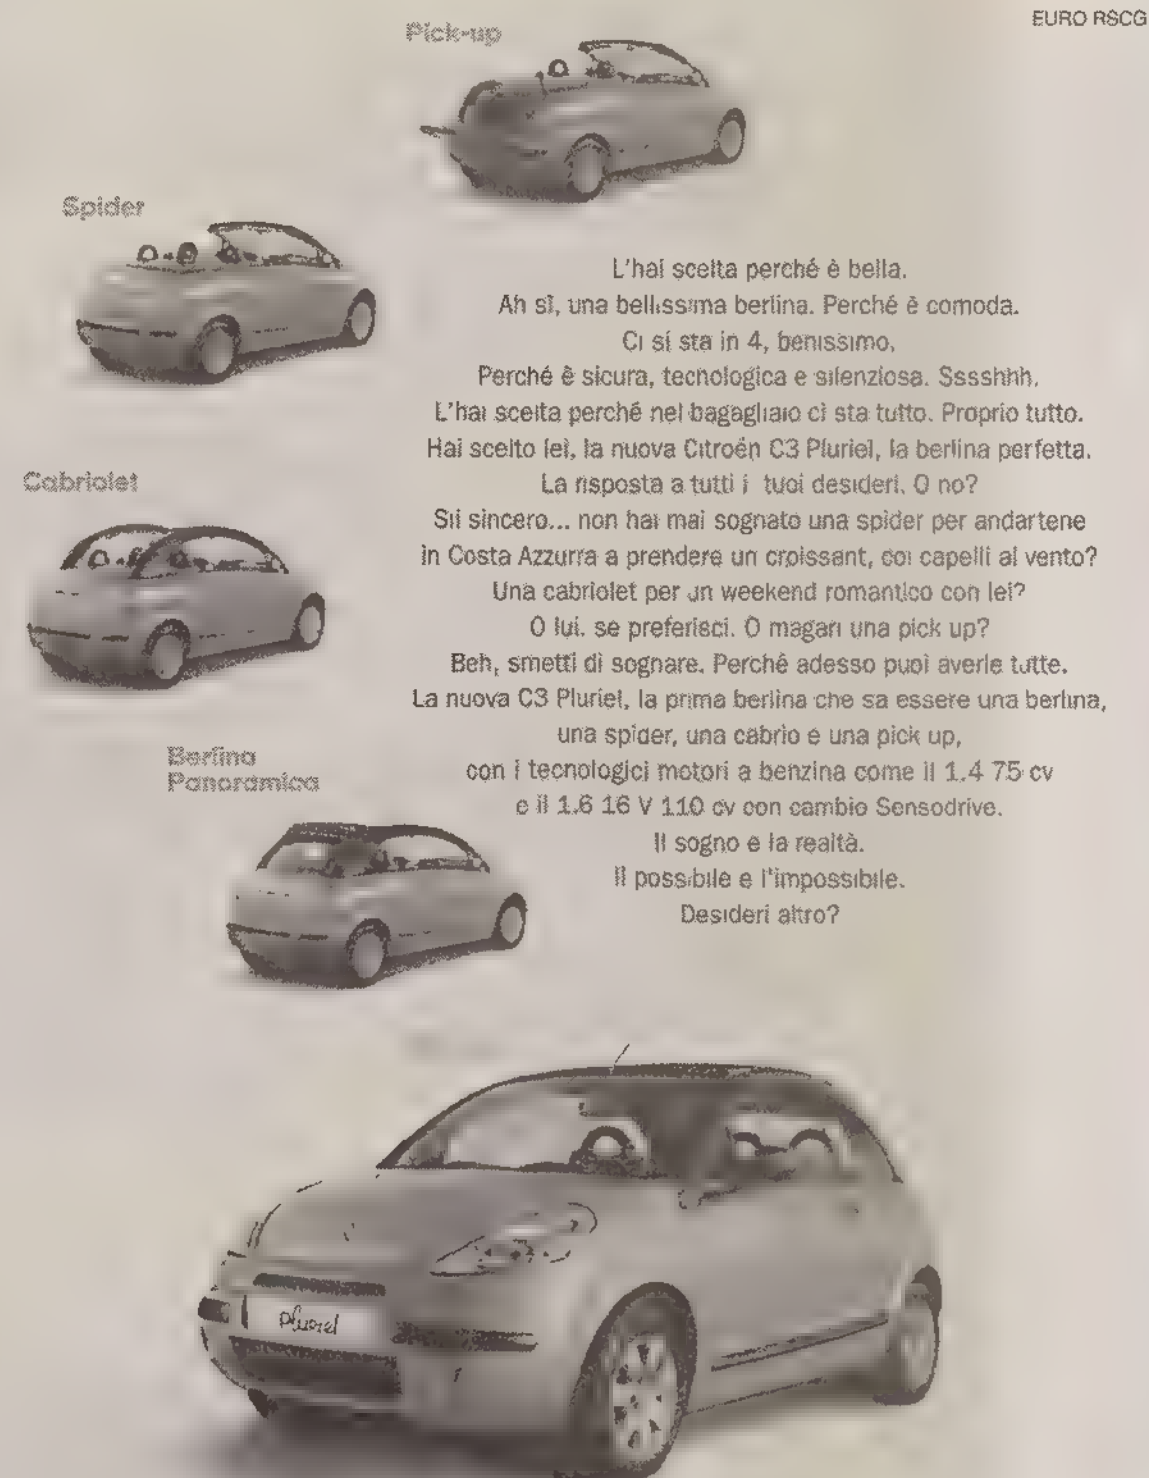 EURO RSCG
Pick-up
Spider
L'hai scelta perché è bella.
Ah sì, una bellissima berlina. Perché è comoda.
Ci si sta in 4, benissimo.
Perché è sicura, tecnologica e silenziosa. Sssshhh.
L'hai scelta perché nel bagagliaio ci sta tutto. Proprio tutto.
Hai scelto lei, la nuova Citroën C3 Pluriel, la berlina perfetta.
La risposta a tutti i tuoi desideri. O no?
Sii sincero... non hai mai sognato una spider per andartene
in Costa Azzurra a prendere un croissant, coi capelli al vento?
Una cabriolet per un weekend romantico con lei?
O lui, se preferisci. O magari una pick up?
Beh, smetti di sognare. Perché adesso puoi averle tutte.
La nuova C3 Pluriel, la prima berlina che sa essere una berlina,
una spider, una cabrio e una pick up,
con i tecnologici motori a benzina come il 1.4 75 cv
e il 1.6 16 V 110 cv con cambio Sensodrive.
Il sogno e la realtà.
Il possibile e l'impossibile.
Desideri altro?
Cabriolet
Berlina
Panoramica
Pluriel